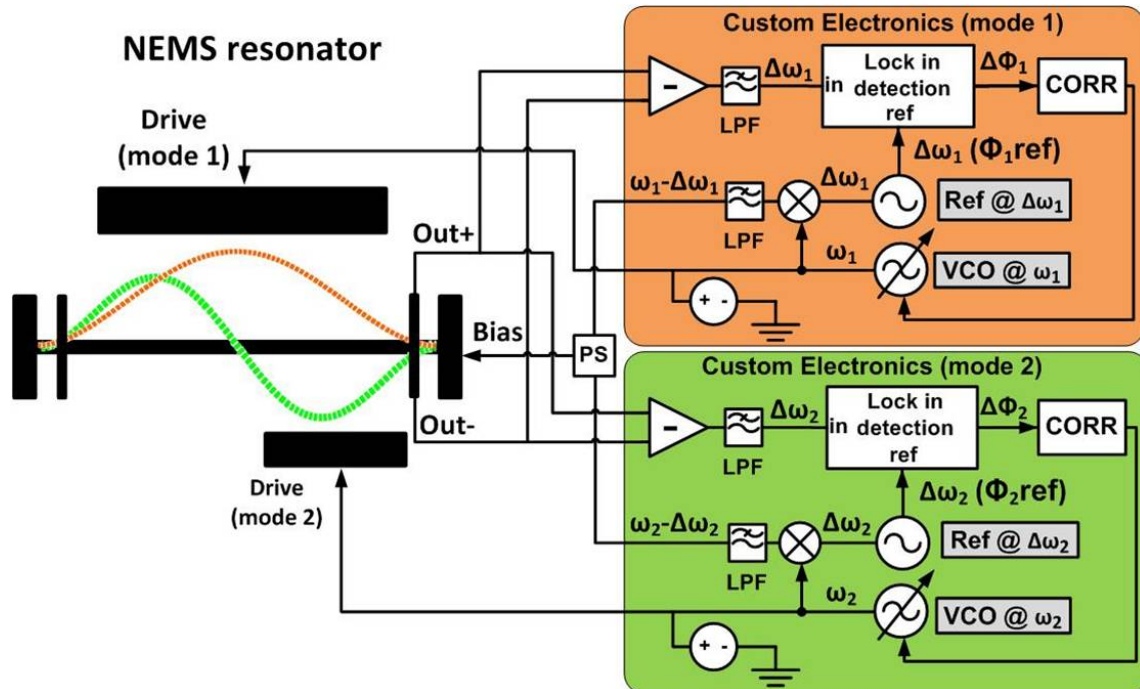 NEMS resonator
Drive
(mode 1)
Out+
Bias
PS
Out-
Drive
(mode 2)
Custom Electronics (mode 1)
-
LPF
Δω₁
in
Lock in
detection
ref
ΔΦ₁
CORR
Δω₁ (Φ₁ref)
ω₁-Δω₁
LPF
Δω₁
Ref @ Δω₁
ω₁
VCO @ ω₁
+ -
Custom Electronics (mode 2)
-
LPF
Δω₂
in
Lock in
detection
ref
ΔΦ₂
CORR
Δω₂ (Φ₂ref)
ω₂-Δω₂
LPF
Δω₂
Ref @ Δω₂
ω₂
VCO @ ω₂
+ -